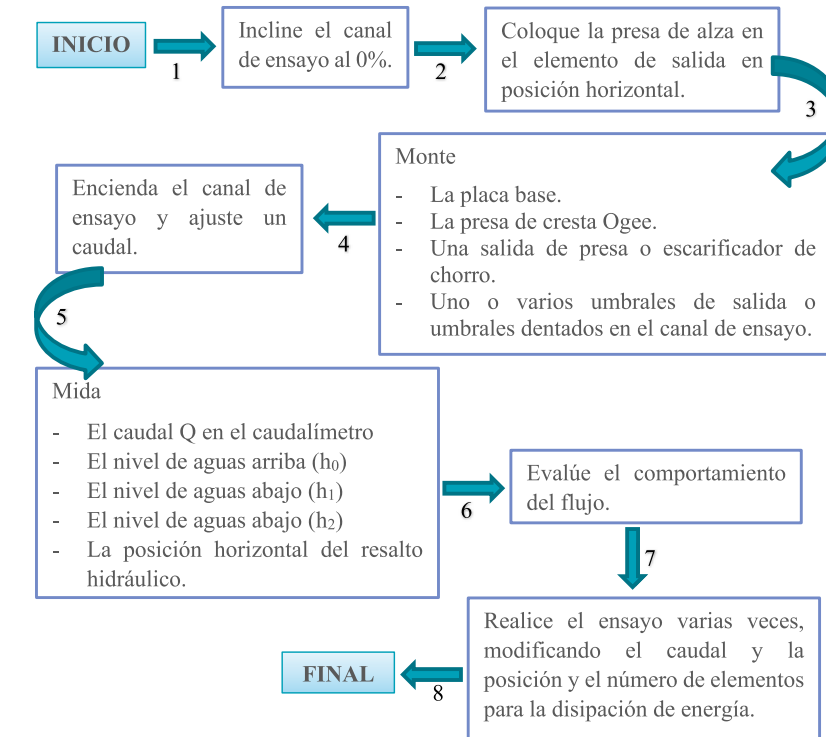 INICIO
1
Incline el canal
de ensayo al 0%.
2
Coloque la presa de alza en
el elemento de salida en
posición horizontal.
3
Monte
- La placa base.
- La presa de cresta Ogee.
- Una salida de presa o escarificador de
chorro.
- Uno o varios umbrales de salida o
umbrales dentados en el canal de ensayo.
4
Encienda el canal de
ensayo y ajuste un
caudal.
5
Mida
- El caudal Q en el caudalímetro
- El nivel de aguas arriba (h₀)
- El nivel de aguas abajo (h₁)
- El nivel de aguas abajo (h₂)
- La posición horizontal del resalto
hidráulico.
6
Evalúe el comportamiento
del flujo.
7
Realice el ensayo varias veces,
modificando el caudal y la
posición y el número de elementos
para la disipación de energía.
8
FINAL